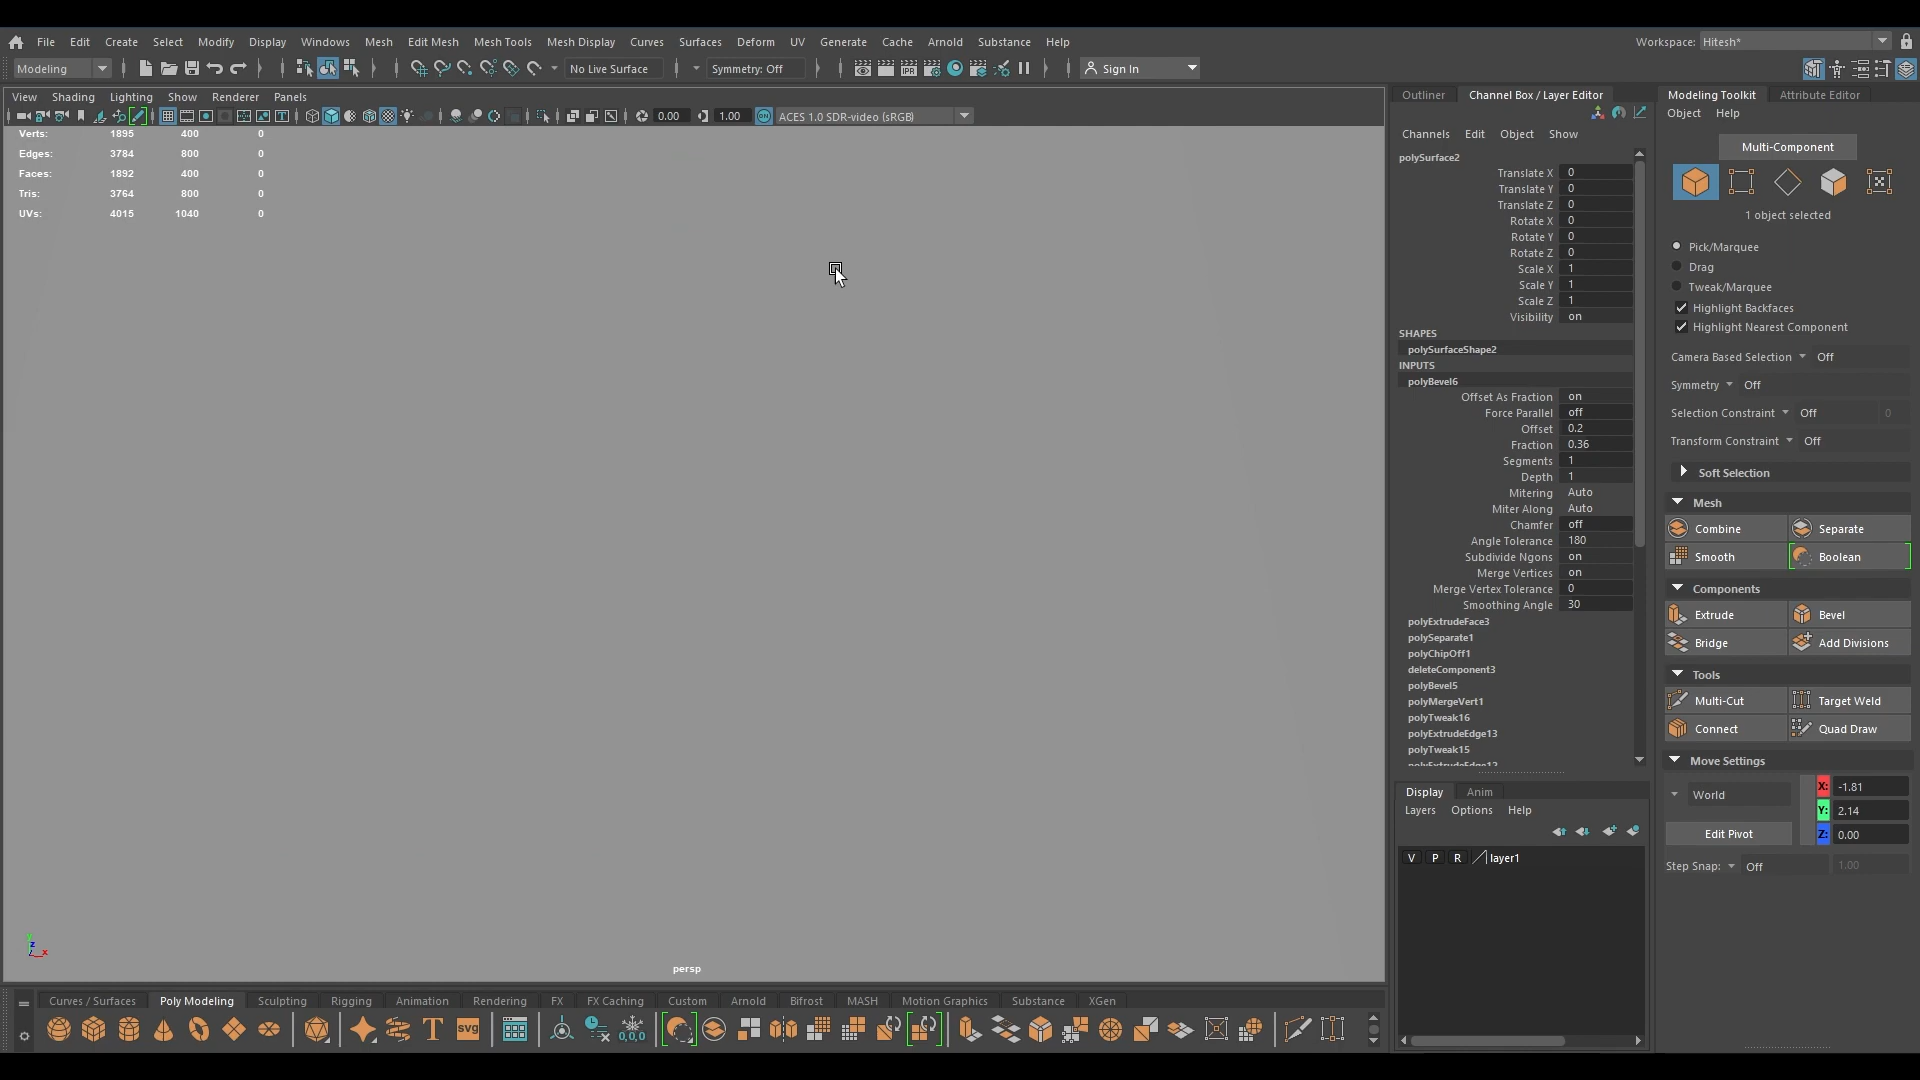 File Edit Create Select Modify Display Windows Mesh Edit Mesh Mesh Tools Mesh Display Curves Surfaces Deform UV Generate Cache Arnold Substance Help Workspace: Hitesh*
Modeling No Live Surface Symmetry: Off IPR Sign In
View Shading Lighting Show Renderer Panels
0.00 1.00 ON ACES 1.0 SDR-video (sRGB)
Verts: 1895 400 0
Edges: 3784 800 0
Faces: 1892 400 0
Tris: 3764 800 0
UVs: 4015 1040 0
z
x
persp
Outliner Channel Box / Layer Editor
Channels Edit Object Show
polySurface2
Translate X 0
Translate Y 0
Translate Z 0
Rotate X 0
Rotate Y 0
Rotate Z 0
Scale X 1
Scale Y 1
Scale Z 1
Visibility on
SHAPES
polySurfaceShape2
INPUTS
polyBevel6
Offset As Fraction on
Force Parallel off
Offset 0.2
Fraction 0.36
Segments 1
Depth 1
Mitering Auto
Miter Along Auto
Chamfer off
Angle Tolerance 180
Subdivide Ngons on
Merge Vertices on
Merge Vertex Tolerance 0
Smoothing Angle 30
polyExtrudeFace3
polySeparate1
polyChipOff1
deleteComponent3
polyBevel5
polyMergeVert1
polyTweak16
polyExtrudeEdge13
polyTweak15
polyExtrudeEdge12
Display Anim
Layers Options Help
V P R layer1
Modeling Toolkit Attribute Editor
Object Help
Multi-Component
1 object selected
Pick/Marquee
Drag
Tweak/Marquee
Highlight Backfaces
Highlight Nearest Component
Camera Based Selection Off
Symmetry Off
Selection Constraint Off 0
Transform Constraint Off
Soft Selection
Mesh
Combine Separate
Smooth Boolean
Components
Extrude Bevel
Bridge Add Divisions
Tools
Multi-Cut Target Weld
Connect Quad Draw
Move Settings
World X: -1.81
Y: 2.14
Edit Pivot Z: 0.00
Step Snap: Off 1.00
Curves / Surfaces Poly Modeling Sculpting Rigging Animation Rendering FX FX Caching Custom Arnold Bifrost MASH Motion Graphics Substance XGen
T SVG 0,0,0